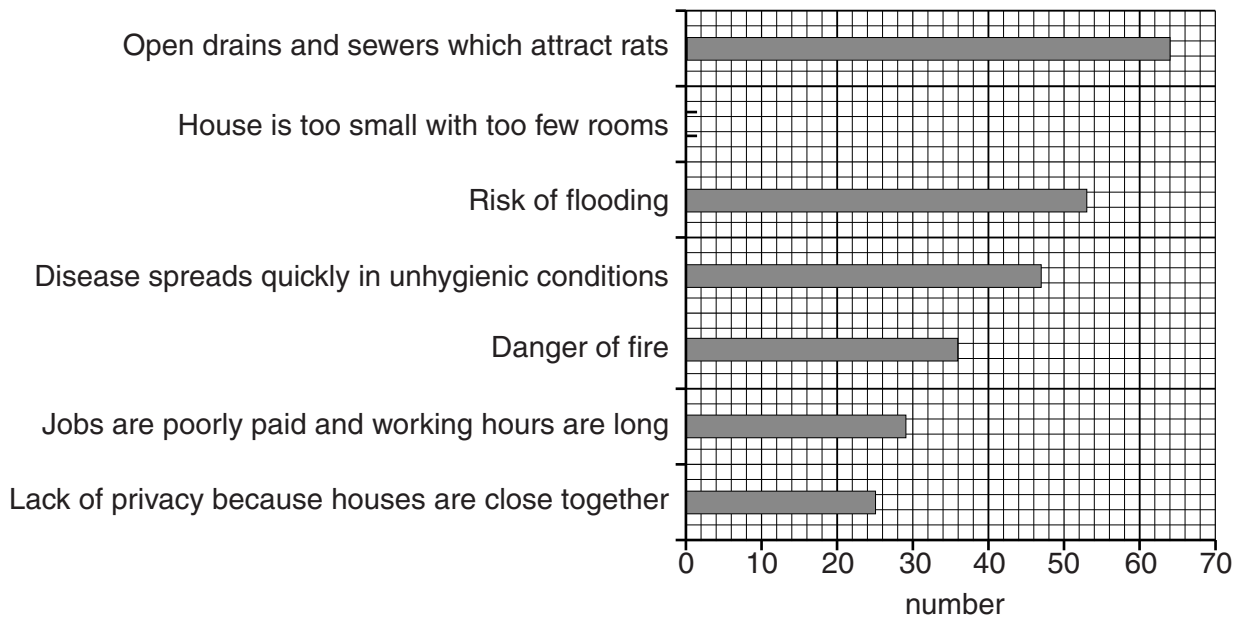 Open drains and sewers which attract rats
House is too small with too few rooms
Risk of flooding
Disease spreads quickly in unhygienic conditions
Danger of fire
Jobs are poorly paid and working hours are long
Lack of privacy because houses are close together
0 10 20 30 40 50 60 70
number